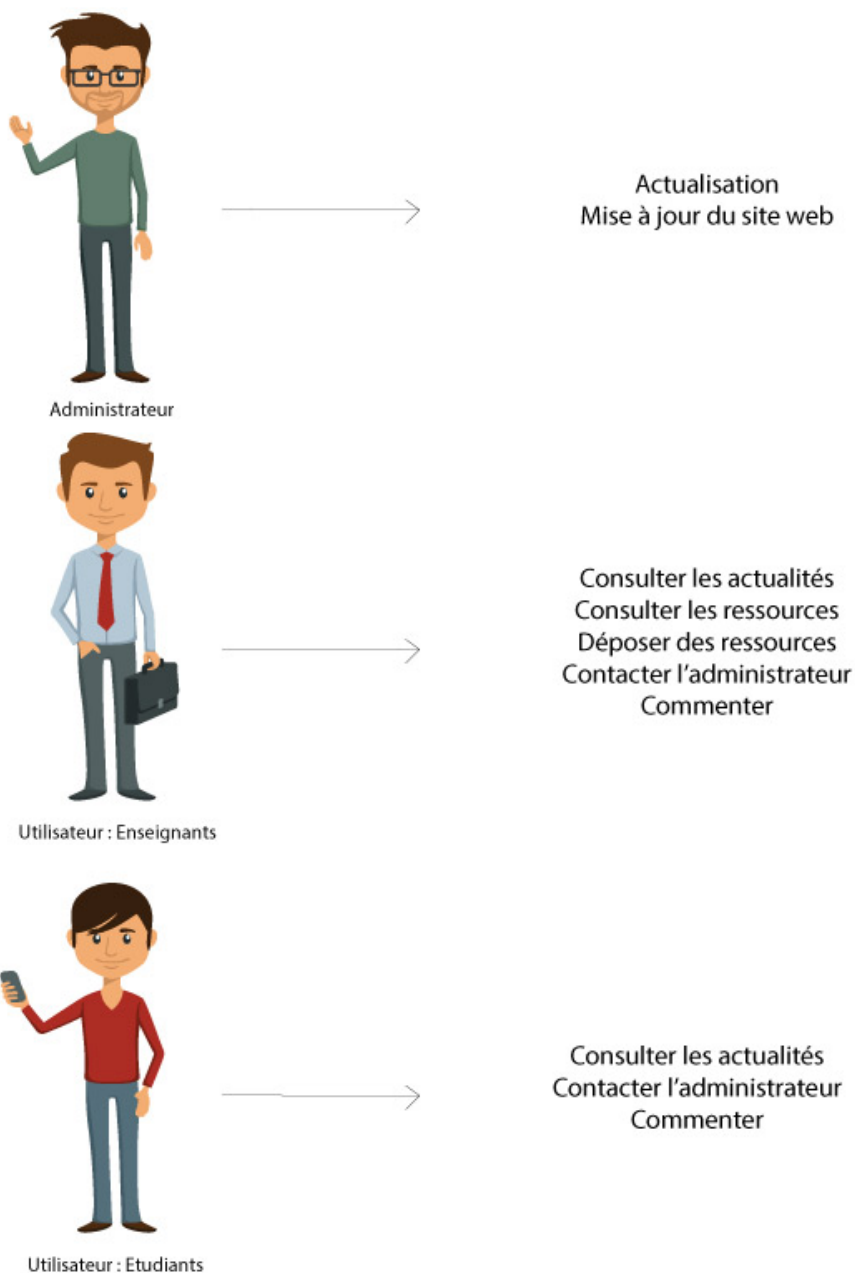 Actualisation
Mise à jour du site web
Administrateur
Consulter les actualités
Consulter les ressources
Déposer des ressources
Contacter l'administrateur
Commenter
Utilisateur : Enseignants
Consulter les actualités
Contacter l'administrateur
Commenter
Utilisateur : Etudiants